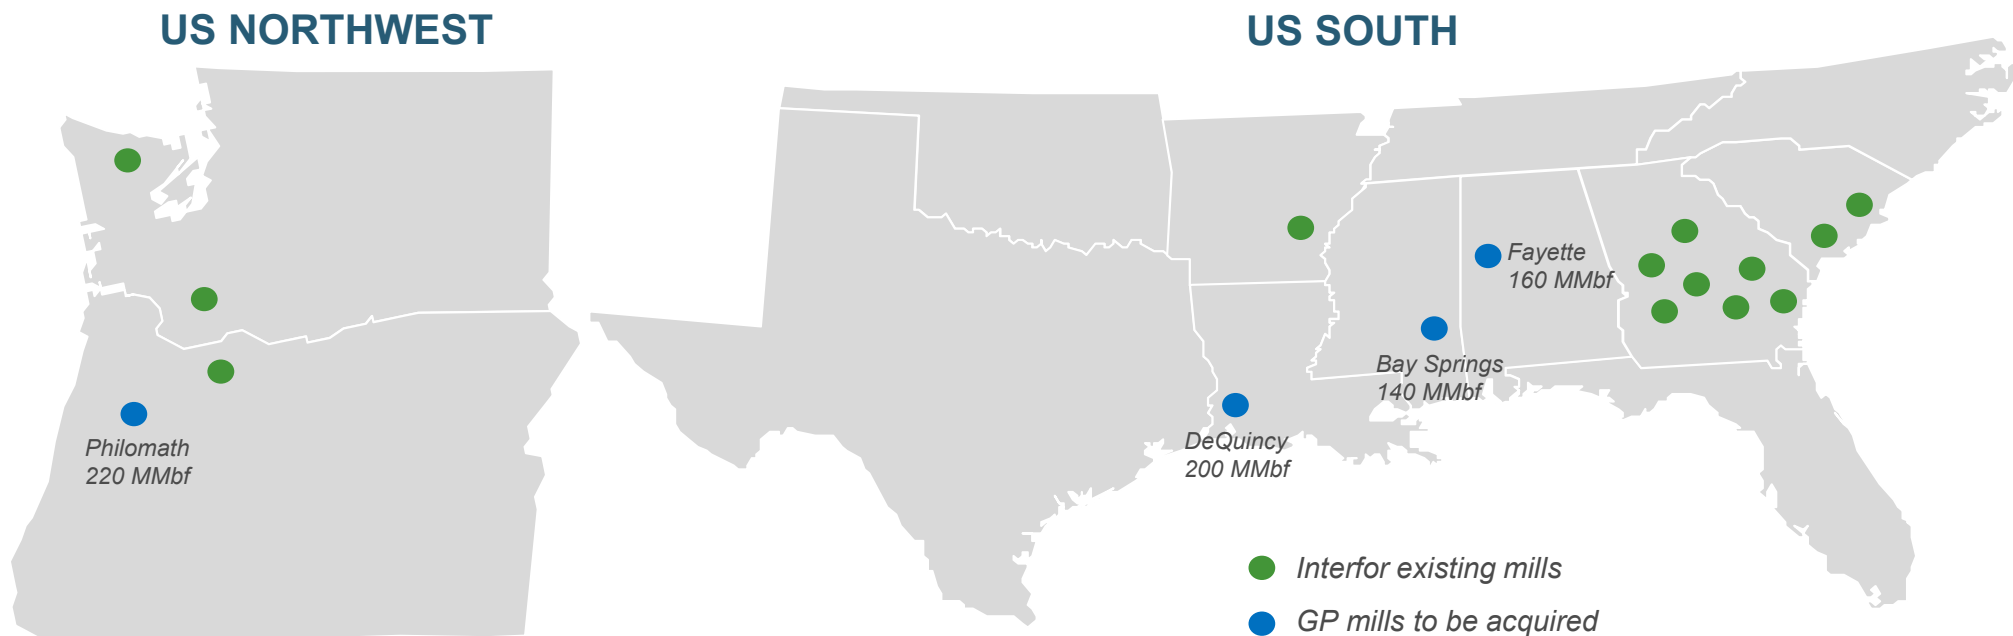 US NORTHWEST
US SOUTH
Fayette
160 MMbf
Bay Springs
140 MMbf
DeQuincy
200 MMbf
Philomath
220 MMbf
Interfor existing mills
GP mills to be acquired